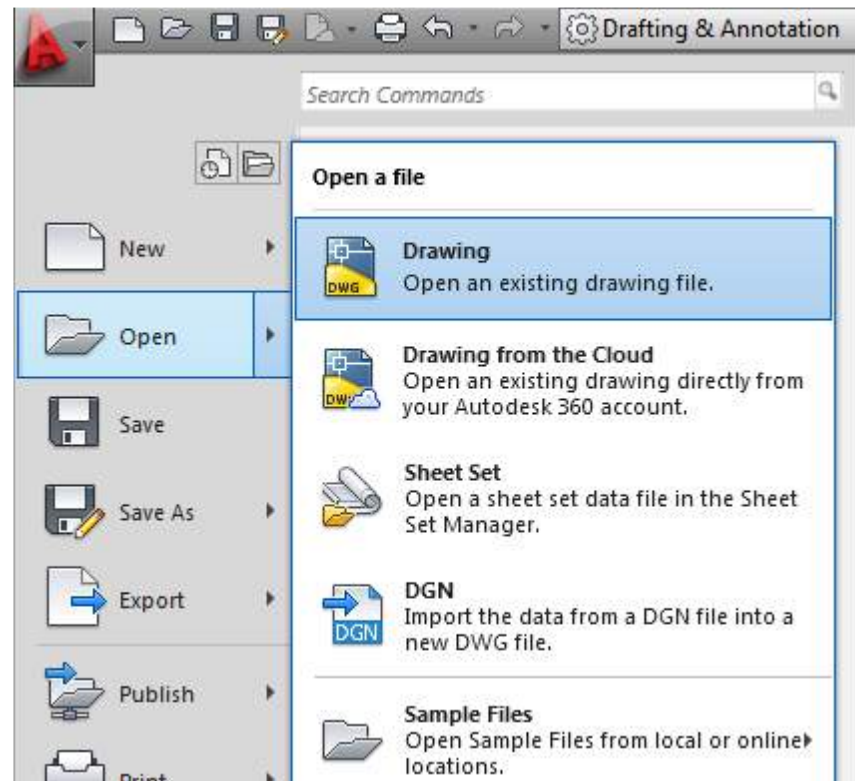 Drafting & Annotation
Search Commands
Open a file
New
Open
Save
Save As
Export
Publish
Print
Drawing
Open an existing drawing file.
DWG
Drawing from the Cloud
Open an existing drawing directly from
your Autodesk 360 account.
Sheet Set
Open a sheet set data file in the Sheet
Set Manager.
DGN
DGN
Import the data from a DGN file into a
new DWG file.
Sample Files
Open Sample Files from local or online
locations.